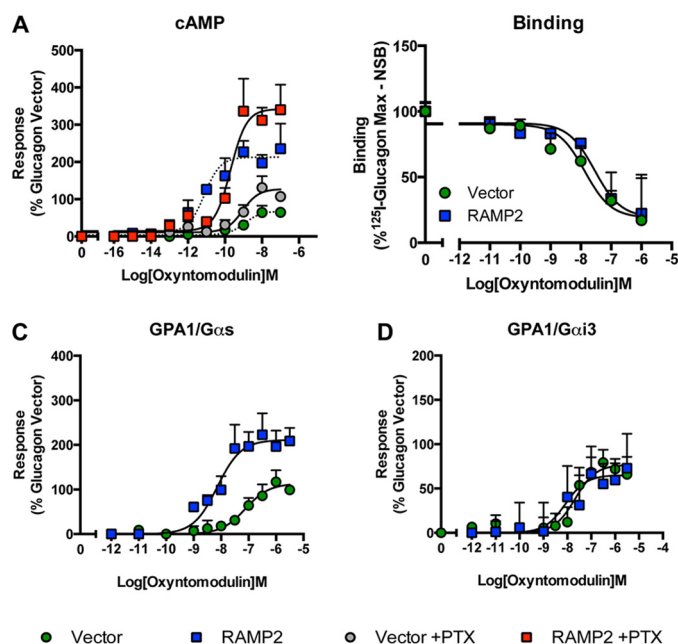 A
cAMP
Response
(% Glucagon Vector)
500
400
300
200
100
0
0 -16 -14 -12 -10 -8 -6
Log[Oxyntomodulin]M
Binding
Binding
(%¹²⁵I-Glucagon Max - NSB)
150
100
50
0
Vector
RAMP2
0 -12 -11 -10 -9 -8 -7 -6 -5
Log[Oxyntomodulin]M
C
GPA1/Gαs
Response
(% Glucagon Vector)
400
300
200
100
0
0 -12 -11 -10 -9 -8 -7 -6 -5
Log[Oxyntomodulin]M
D
GPA1/Gαi3
Response
(% Glucagon Vector)
200
150
100
50
0
0 -12 -11 -10 -9 -8 -7 -6 -5 -4
Log[Oxyntomodulin]M
Vector RAMP2 Vector +PTX RAMP2 +PTX